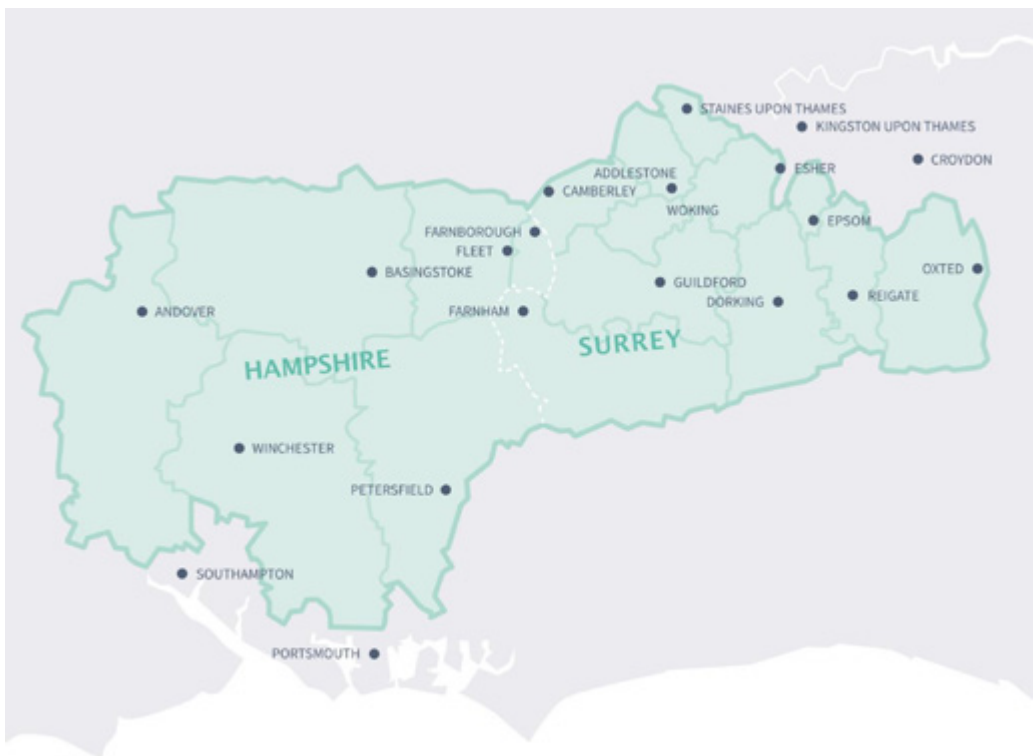 STAINES UPON THAMES
KINGSTON UPON THAMES
CROYDON
ESHER
ADDLESTONE
CAMBERLEY
WOKING
EPSOM
FARNBOROUGH
FLEET
BASINGSTOKE
OXTED
GUILDFORD
REIGATE
DORKING
ANDOVER
FARNHAM
SURREY
HAMPSHIRE
WINCHESTER
PETERSFIELD
SOUTHAMPTON
PORTSMOUTH